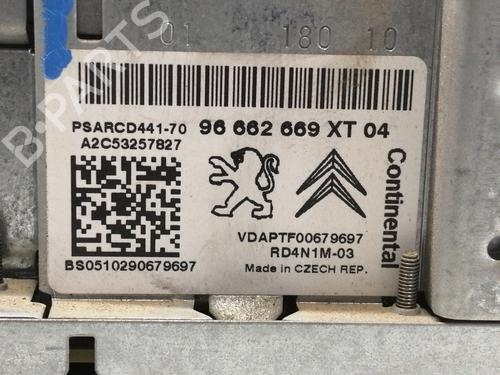 01 180 10
PSARCD441-70 96 662 669 XT 04
A2C53257827
Continental
VDAPTF00679697
RD4N1M-03
BS0510290679697 Made in CZECH REP.
B-PARTS